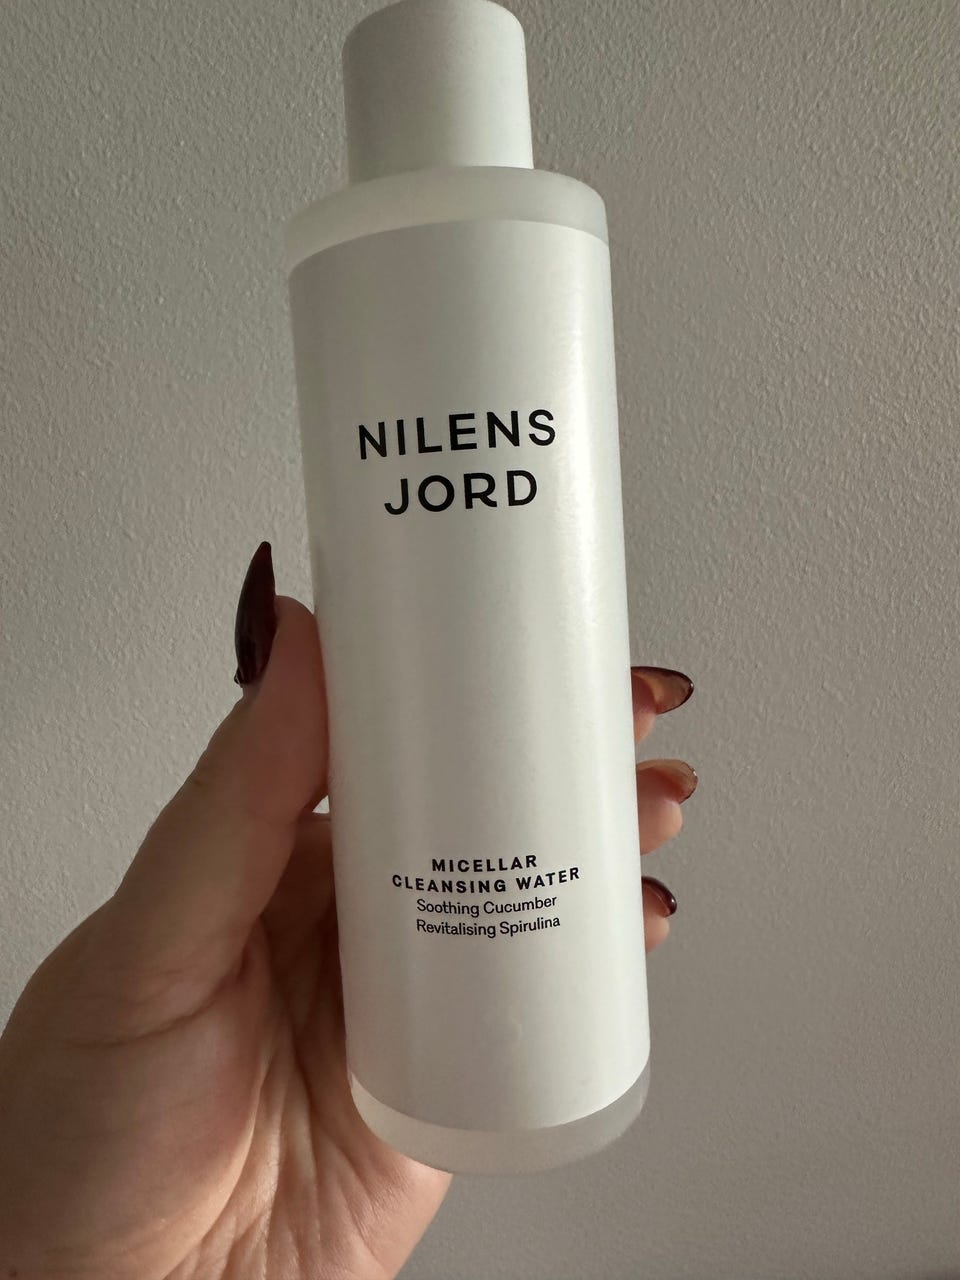 NILENS
JORD
MICELLAR
CLEANSING WATER
Soothing Cucumber
Revitalising Spirulina